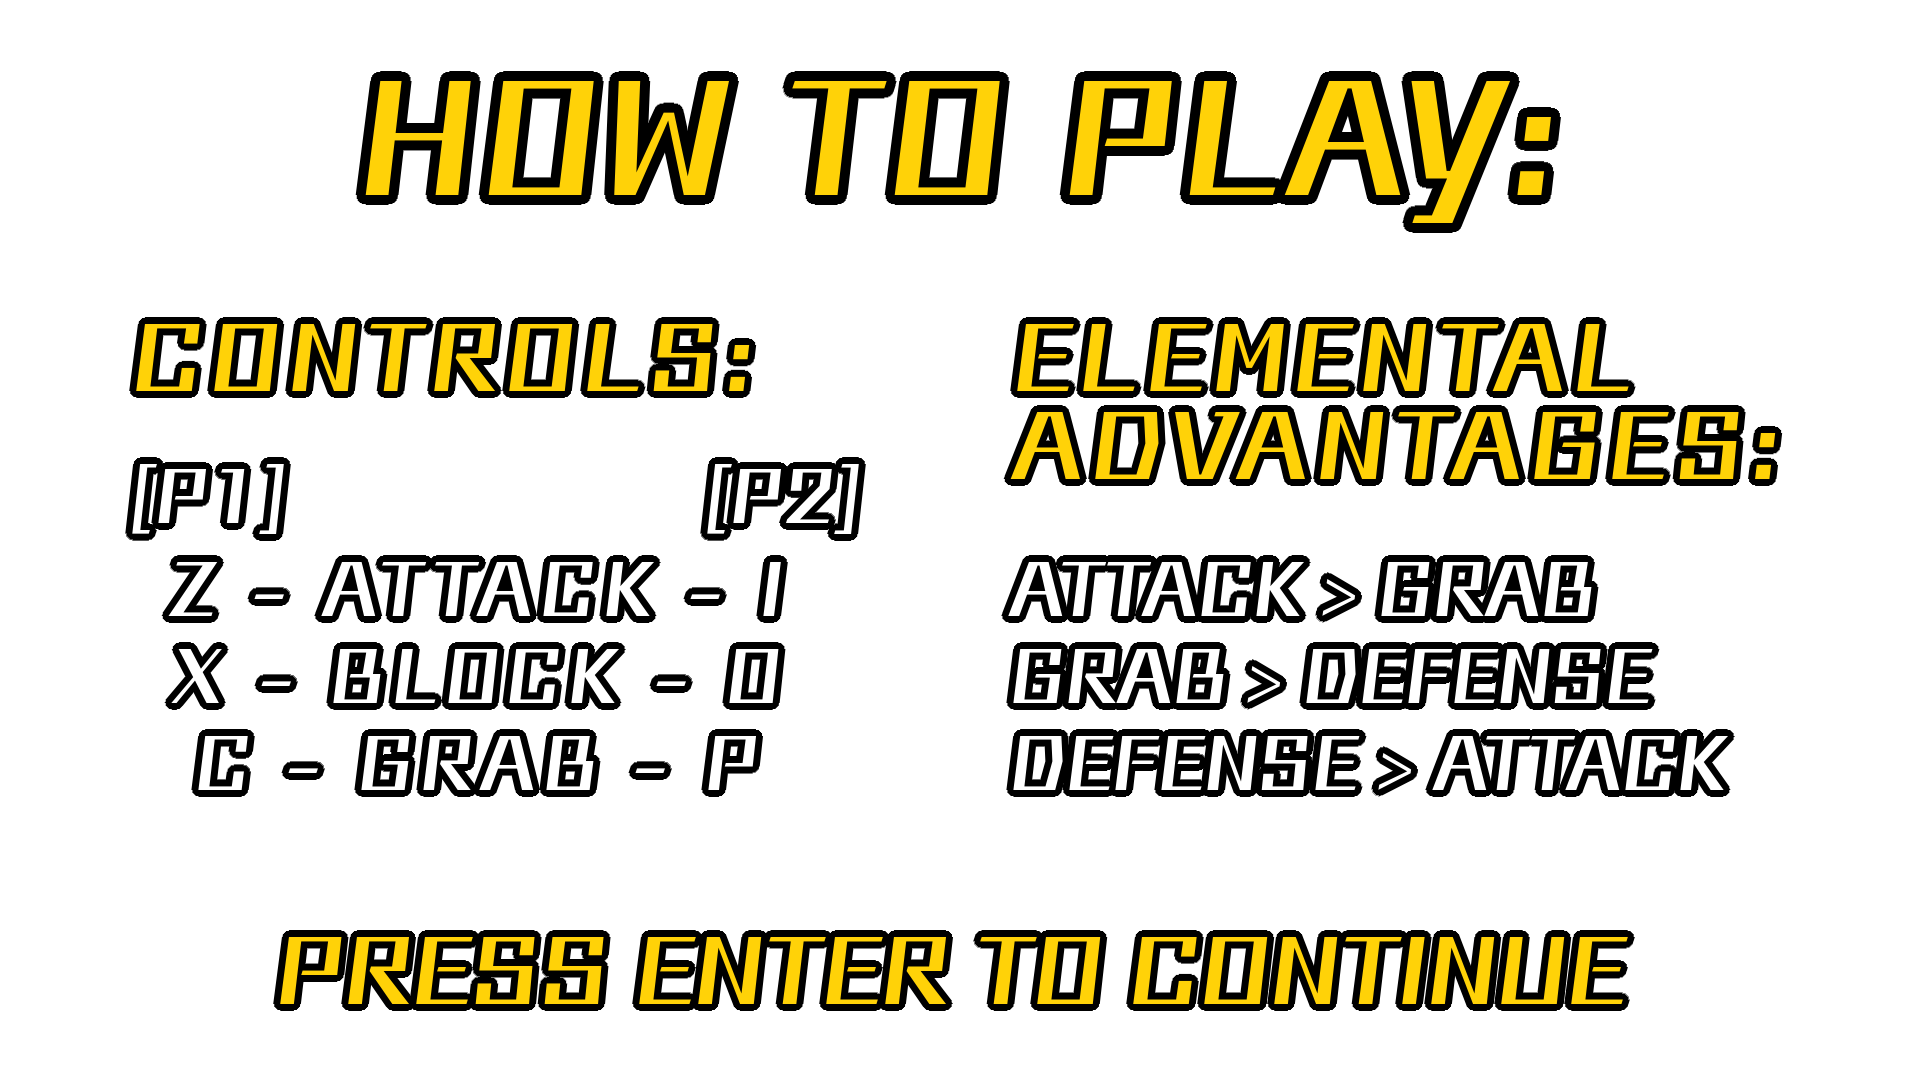 HOW TO PLAY:
CONTROLS:
[P1] [P2]
Z - ATTACK - I
X - BLOCK - O
C - GRAB - P
ELEMENTAL
ADVANTAGES:
ATTACK > GRAB
GRAB > DEFENSE
DEFENSE > ATTACK
PRESS ENTER TO CONTINUE